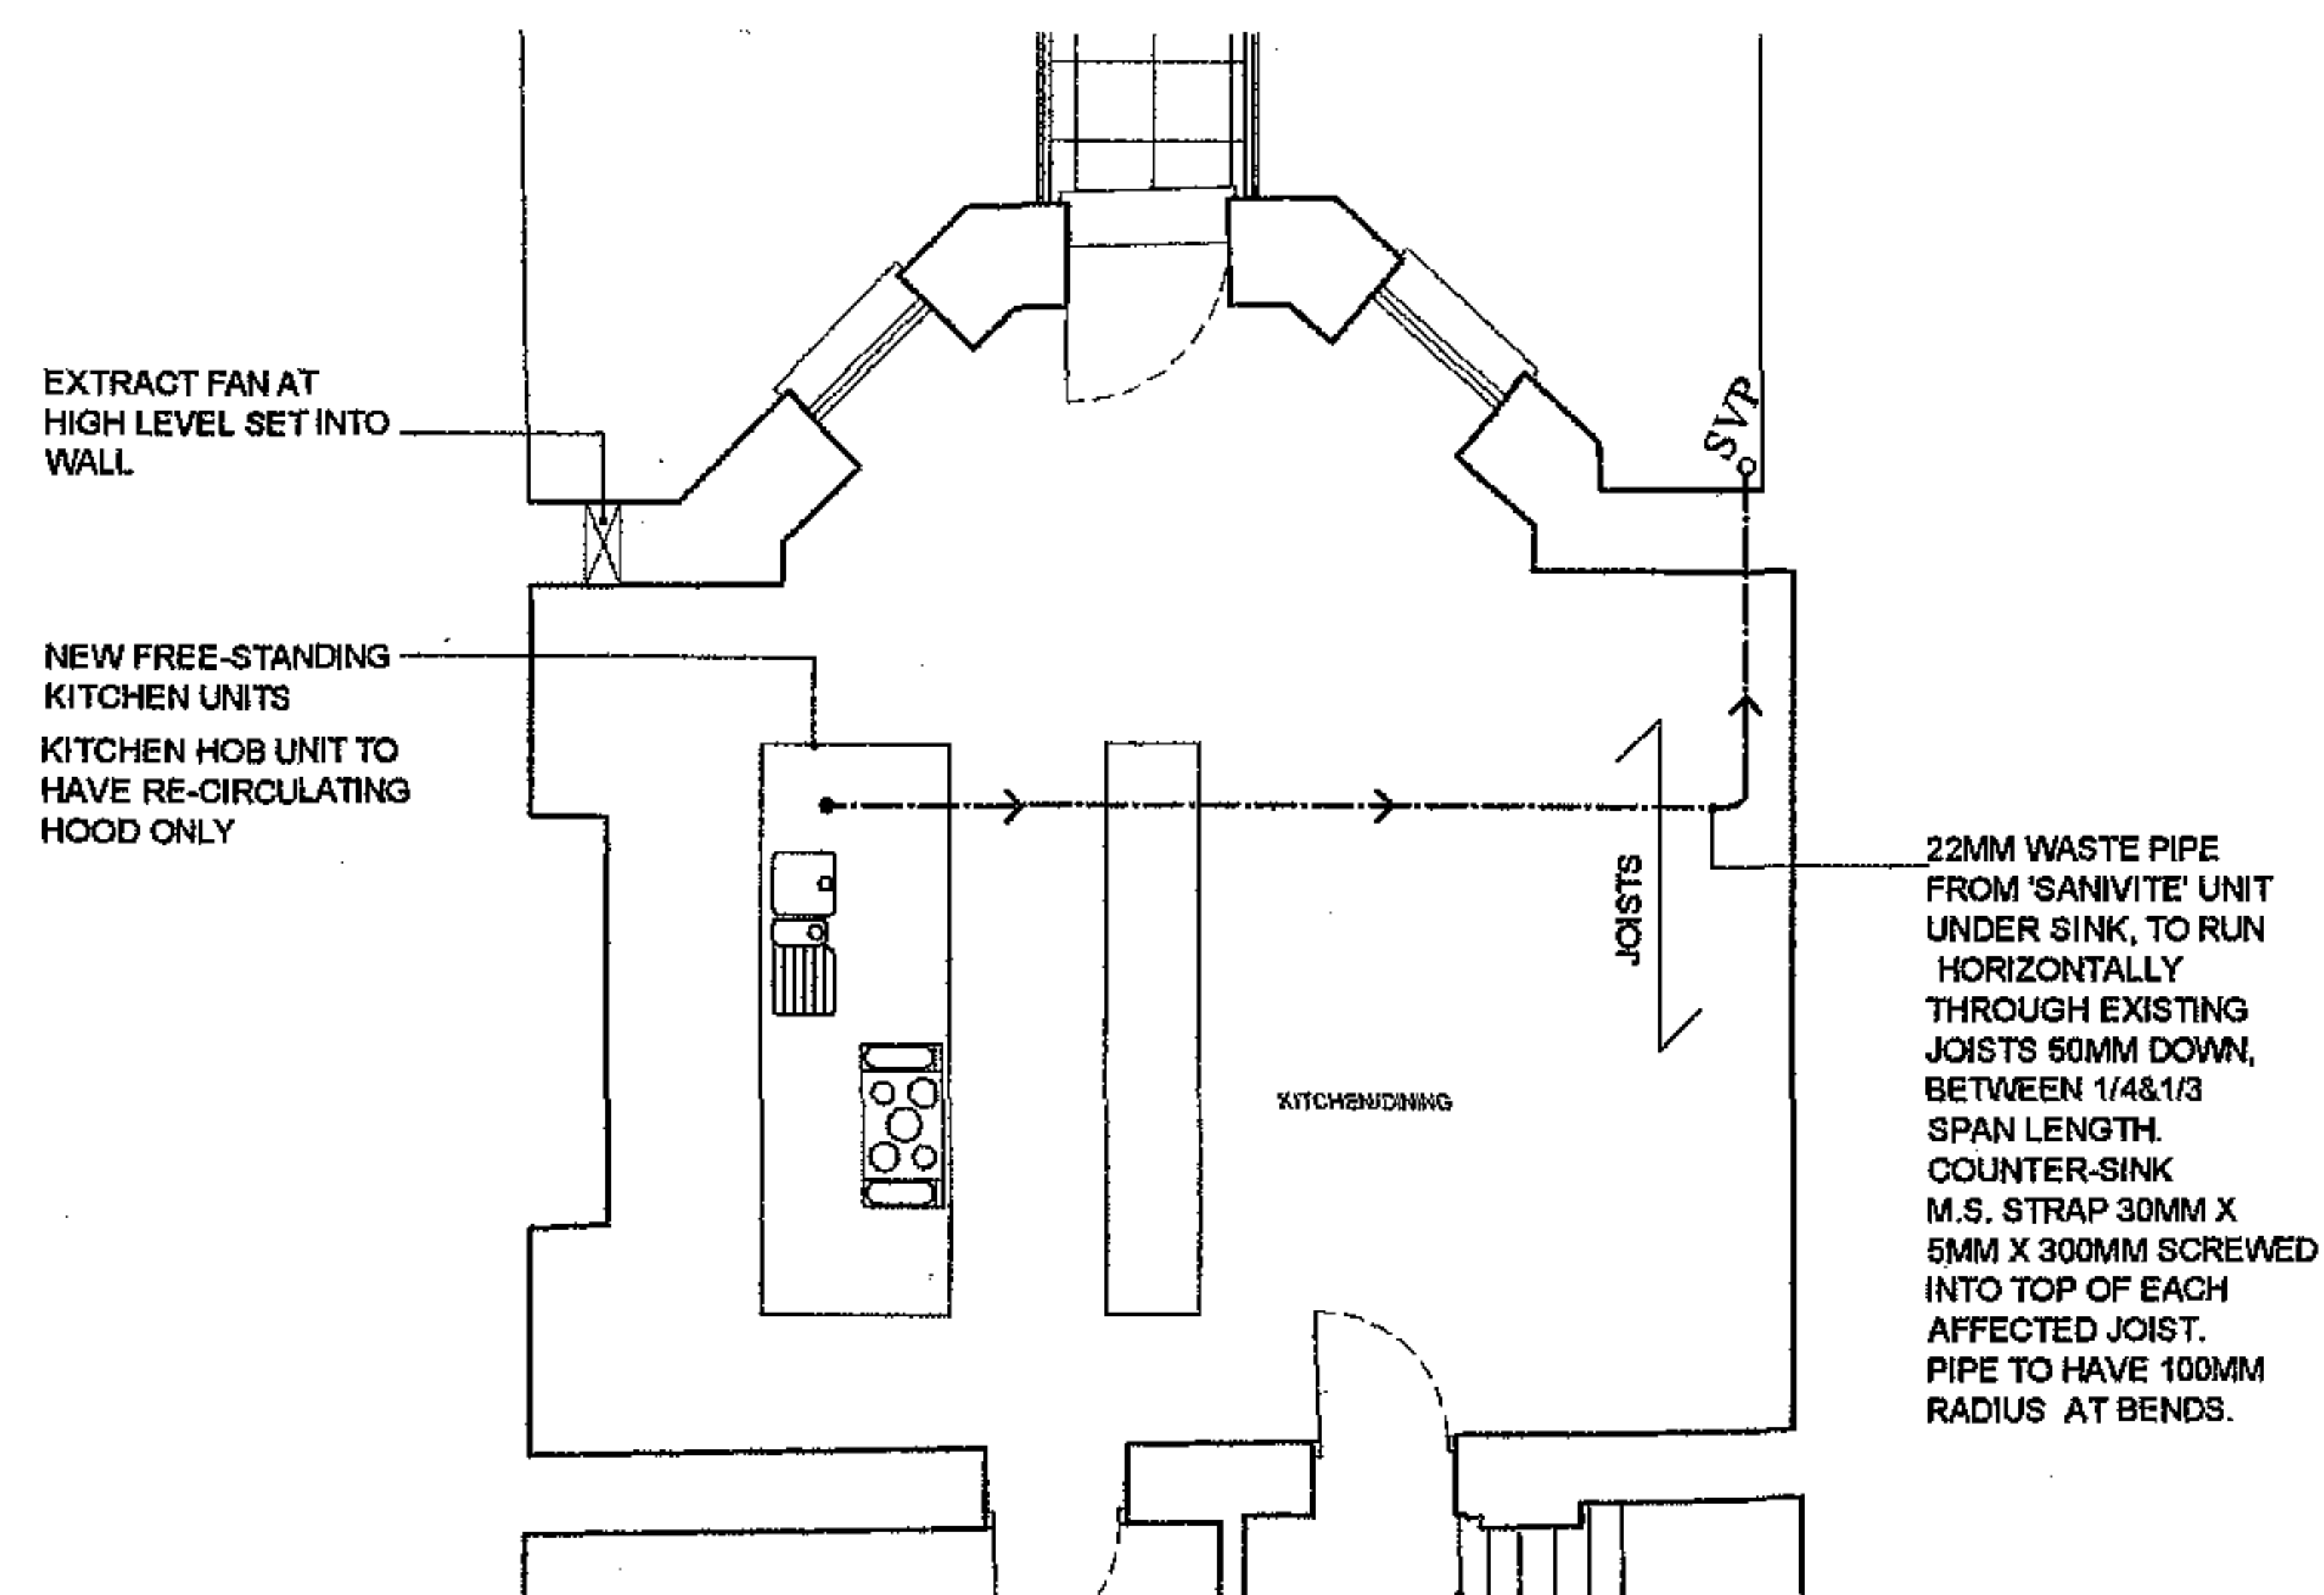 EXTRACT FAN AT
HIGH LEVEL SET INTO
WALL
NEW FREE-STANDING
KITCHEN UNITS
KITCHEN HOB UNIT TO
HAVE RE-CIRCULATING
HOOD ONLY
SVP
JOISTS
KITCHEN/DINING
22MM WASTE PIPE
FROM 'SANIVITE' UNIT
UNDER SINK, TO RUN
HORIZONTALLY
THROUGH EXISTING
JOISTS 50MM DOWN,
BETWEEN 1/4&1/3
SPAN LENGTH.
COUNTER-SINK
M.S. STRAP 30MM X
5MM X 300MM SCREWED
INTO TOP OF EACH
AFFECTED JOIST.
PIPE TO HAVE 100MM
RADIUS AT BENDS.